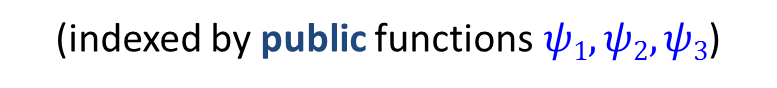 (indexed by public functions ψ₁, ψ₂, ψ₃)